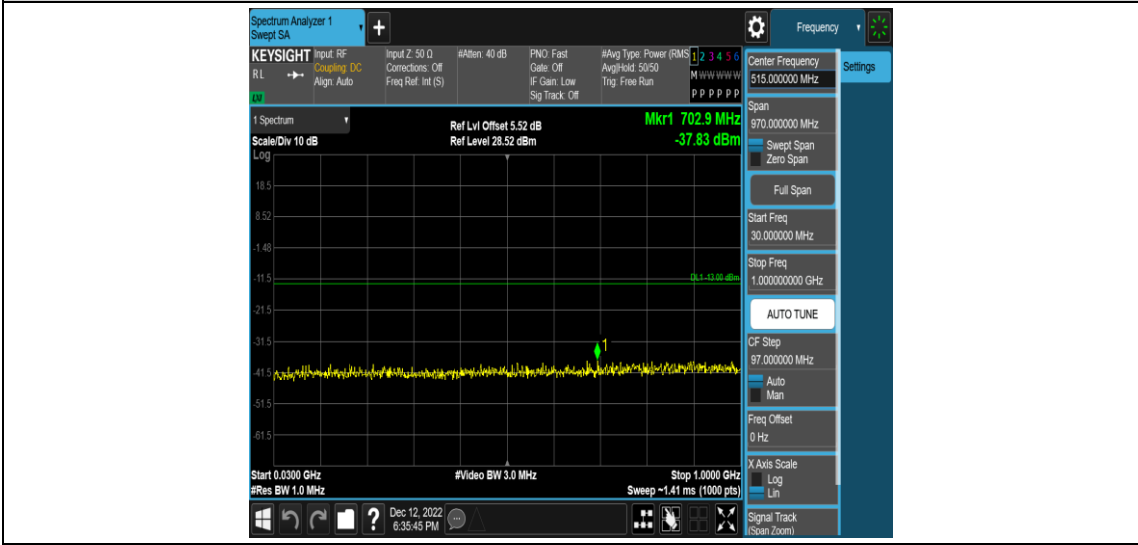 Spectrum Analyzer 1
Swept SA
+
Frequency
KEYSIGHT
RL
LM
Input: RF
Coupling: DC
Align: Auto
Input Z: 50 Ω
Corrections: Off
Freq Ref: Int (S)
#Atten: 40 dB
PNO: Fast
Gate: Off
IF Gain: Low
Sig Track: Off
#Avg Type: Power (RMS
Avg|Hold: 50/50
Trig: Free Run
1 2 3 4 5 6
M W W W W W
P P P P P P
1 Spectrum
Scale/Div 10 dB
Ref Lvl Offset 5.52 dB
Ref Level 28.52 dBm
Mkr1 702.9 MHz
-37.83 dBm
Log
18.5
8.52
-1.48
-11.5
DL1 -13.00 dBm
-21.5
-31.5
1
-41.5
-51.5
-61.5
Start 0.0300 GHz
#Video BW 3.0 MHz
Stop 1.0000 GHz
#Res BW 1.0 MHz
Sweep ~1.41 ms (1000 pts)
?
Dec 12, 2022
6:35:45 PM
Center Frequency
515.000000 MHz
Span
970.000000 MHz
Swept Span
Zero Span
Full Span
Start Freq
30.000000 MHz
Stop Freq
1.000000000 GHz
AUTO TUNE
CF Step
97.000000 MHz
Auto
Man
Freq Offset
0 Hz
X Axis Scale
Log
Lin
Signal Track
(Span Zoom)
Settings